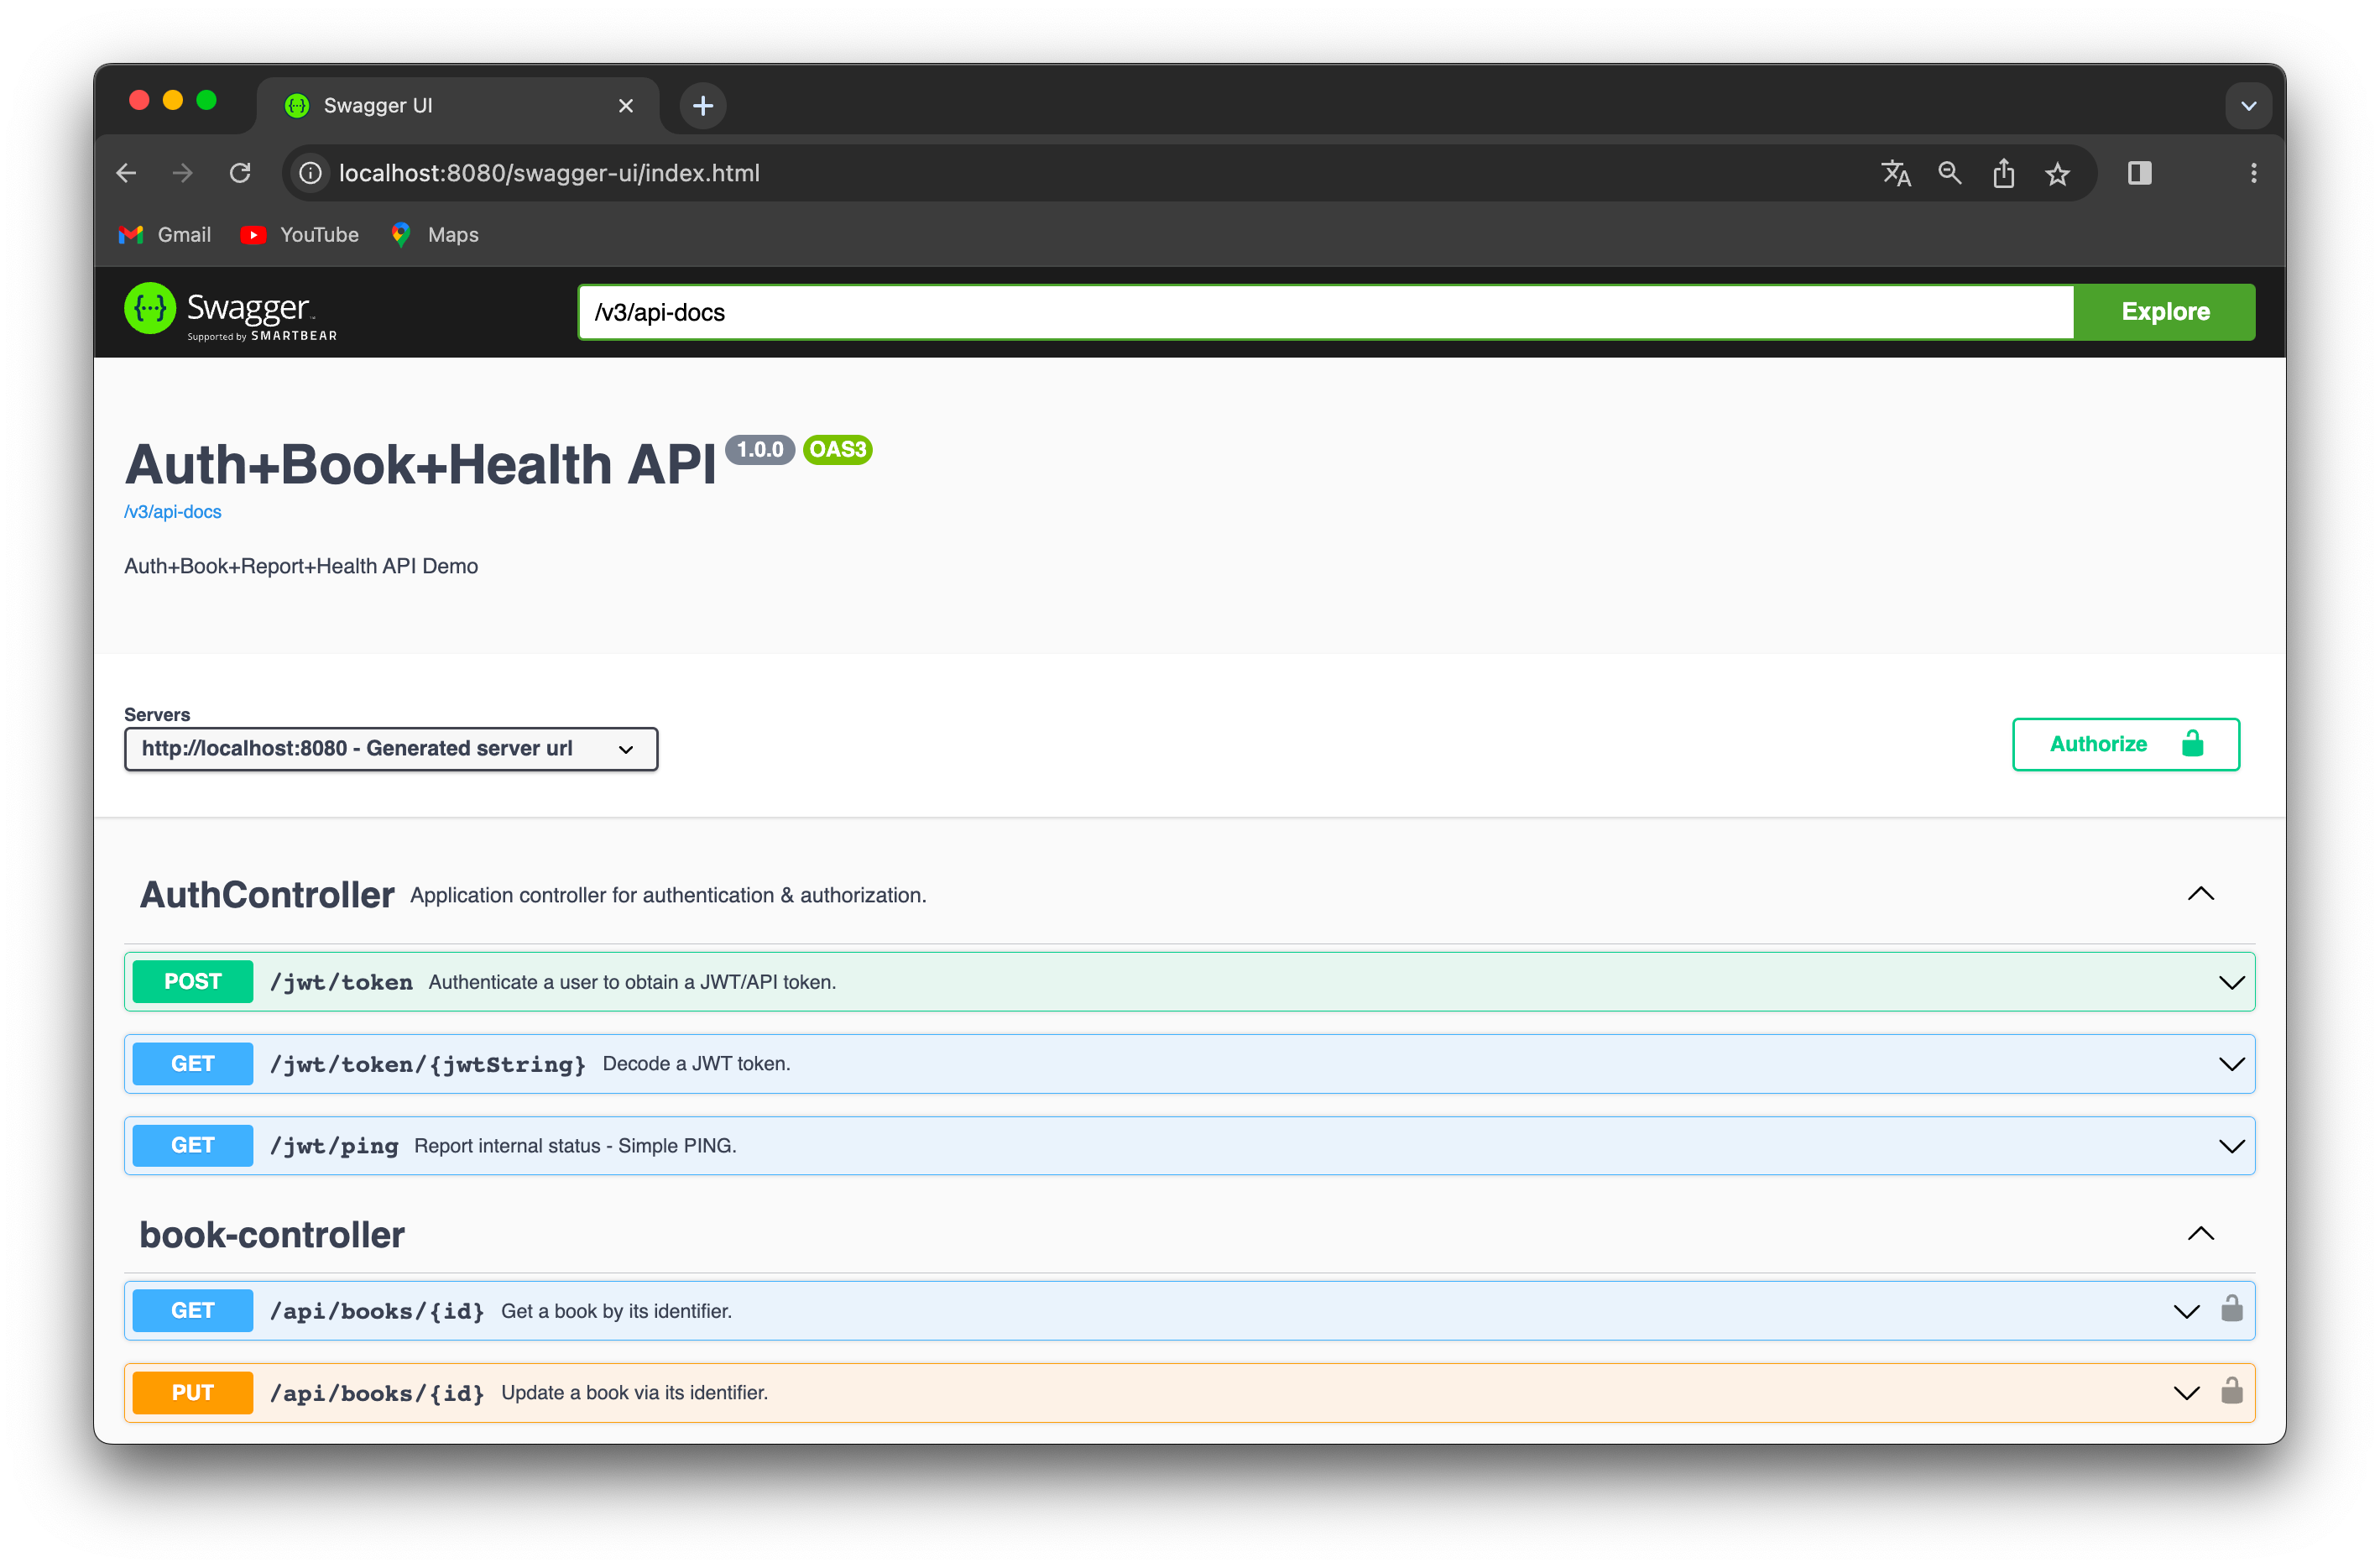 Swagger UI
localhost:8080/swagger-ui/index.html
Gmail YouTube Maps
Swagger
Supported by SMARTBEAR
/v3/api-docs
Explore
Auth+Book+Health API 1.0.0 OAS3
/v3/api-docs
Auth+Book+Report+Health API Demo
Servers
http://localhost:8080 - Generated server url
Authorize
AuthController Application controller for authentication & authorization.
POST /jwt/token Authenticate a user to obtain a JWT/API token.
GET /jwt/token/{jwtString} Decode a JWT token.
GET /jwt/ping Report internal status - Simple PING.
book-controller
GET /api/books/{id} Get a book by its identifier.
PUT /api/books/{id} Update a book via its identifier.